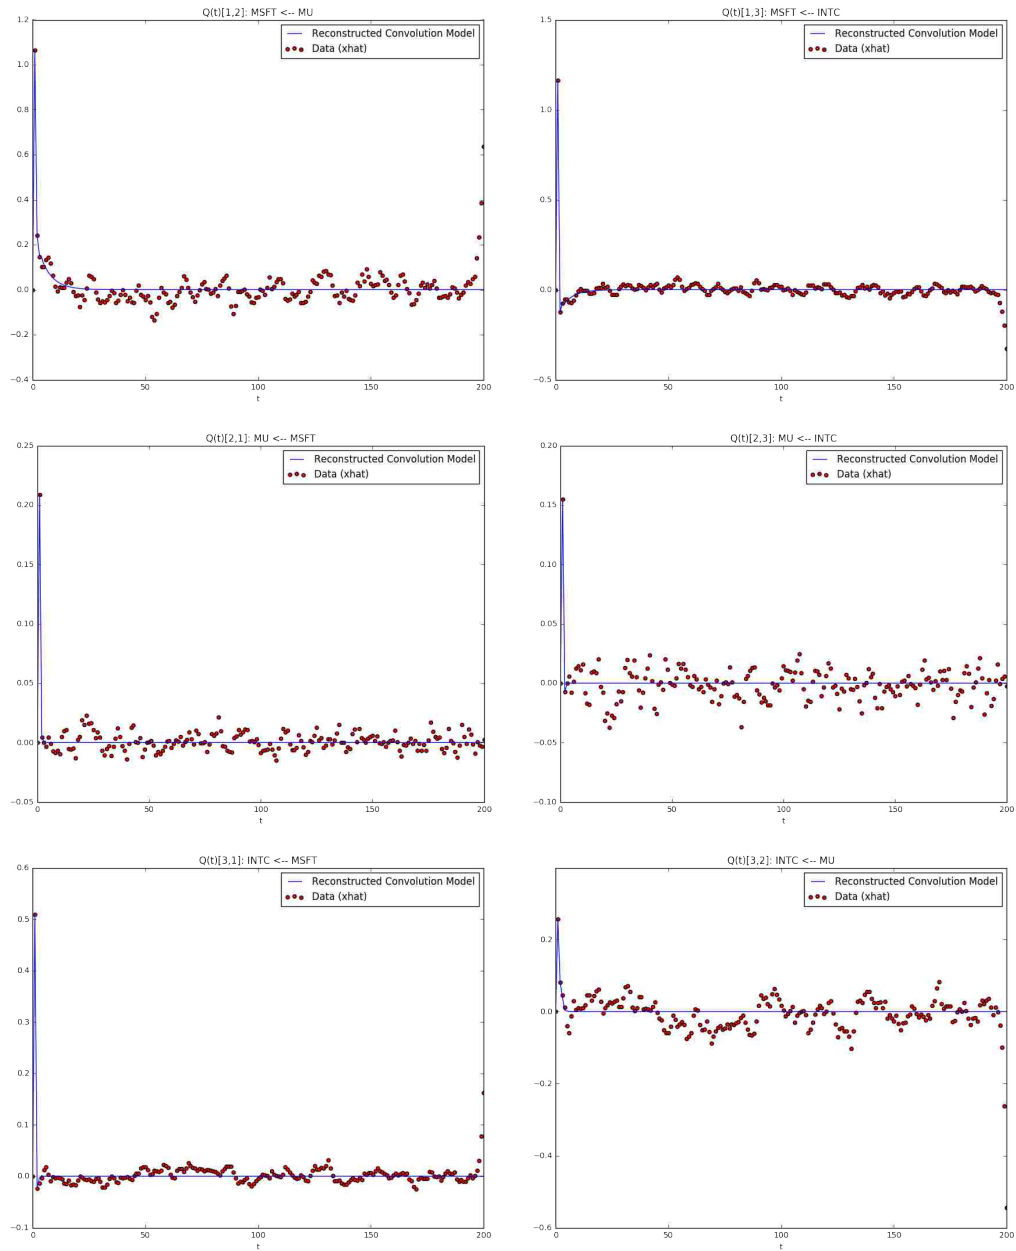 Q(t)[1,2]: MSFT <-- MU
1.2
1.0
0.8
0.6
0.4
0.2
0.0
−0.2
−0.4
0
50
100
150
200
t
Reconstructed Convolution Model
Data (xhat)
Q(t)[1,3]: MSFT <-- INTC
1.5
1.0
0.5
0.0
−0.5
0
50
100
150
200
t
Reconstructed Convolution Model
Data (xhat)
Q(t)[2,1]: MU <-- MSFT
0.25
0.20
0.15
0.10
0.05
0.00
−0.05
0
50
100
150
200
t
Reconstructed Convolution Model
Data (xhat)
Q(t)[2,3]: MU <-- INTC
0.20
0.15
0.10
0.05
0.00
−0.05
−0.10
0
50
100
150
200
t
Reconstructed Convolution Model
Data (xhat)
Q(t)[3,1]: INTC <-- MSFT
0.6
0.5
0.4
0.3
0.2
0.1
0.0
−0.1
0
50
100
150
200
t
Reconstructed Convolution Model
Data (xhat)
Q(t)[3,2]: INTC <-- MU
0.2
0.0
−0.2
−0.4
−0.6
0
50
100
150
200
t
Reconstructed Convolution Model
Data (xhat)